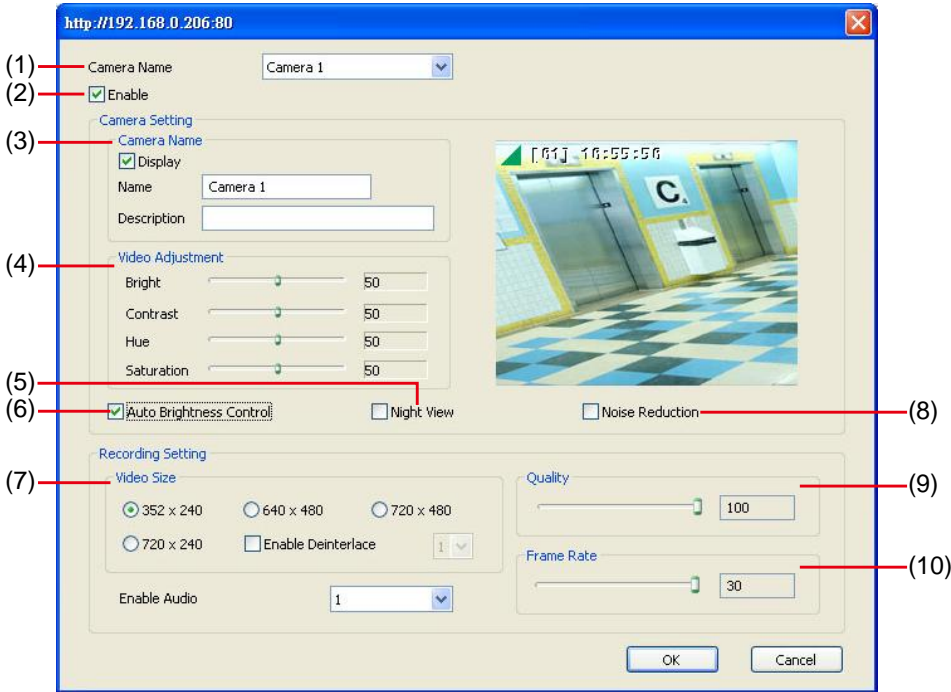 http://192.168.0.206:80
(1) Camera Name Camera 1
(2) Enable
Camera Setting
(3) Camera Name
Display
Name Camera 1
Description
[01] 16:55:56
C
(4) Video Adjustment
Bright 50
Contrast 50
Hue 50
Saturation 50
(5)
(6) Auto Brightness Control Night View Noise Reduction (8)
Recording Setting
(7) Video Size
352 x 240 640 x 480 720 x 480
720 x 240 Enable Deinterlace 1
Quality (9)
100
Frame Rate (10)
30
Enable Audio 1
OK Cancel